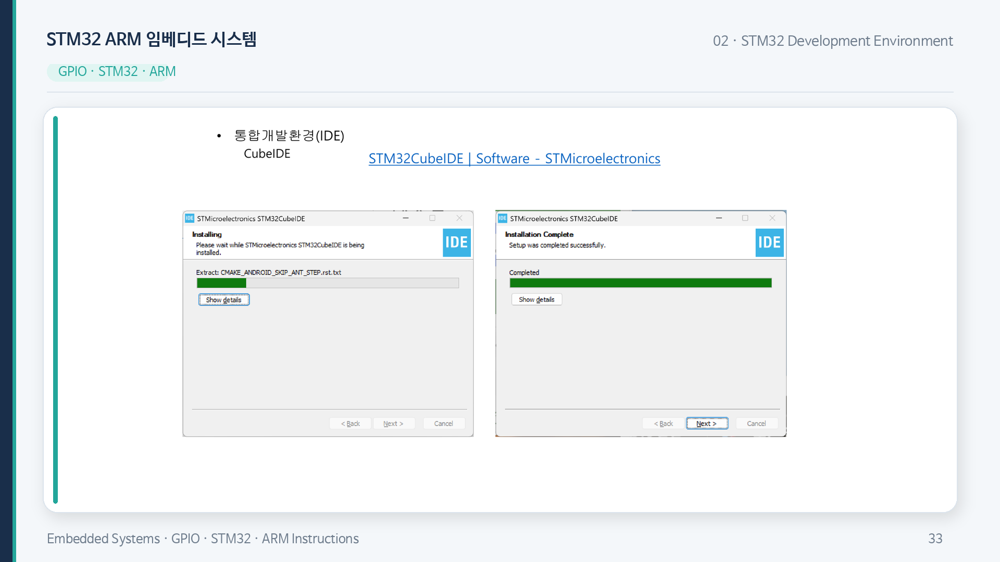 STM32 ARM 임베디드 시스템
02 · STM32 Development Environment
GPIO · STM32 · ARM
• 통합개발환경(IDE)
CubeIDE
STM32CubeIDE | Software - STMicroelectronics
IDE STMicroelectronics STM32CubeIDE
Installing
Please wait while STMicroelectronics STM32CubeIDE is being
installed.
IDE
Extract: CMAKE_ANDROID_SKIP_ANT_STEP.rst.txt
Show details
< Back Next > Cancel
IDE STMicroelectronics STM32CubeIDE
Installation Complete
Setup was completed successfully.
IDE
Completed
Show details
< Back Next > Cancel
Embedded Systems · GPIO · STM32 · ARM Instructions
33